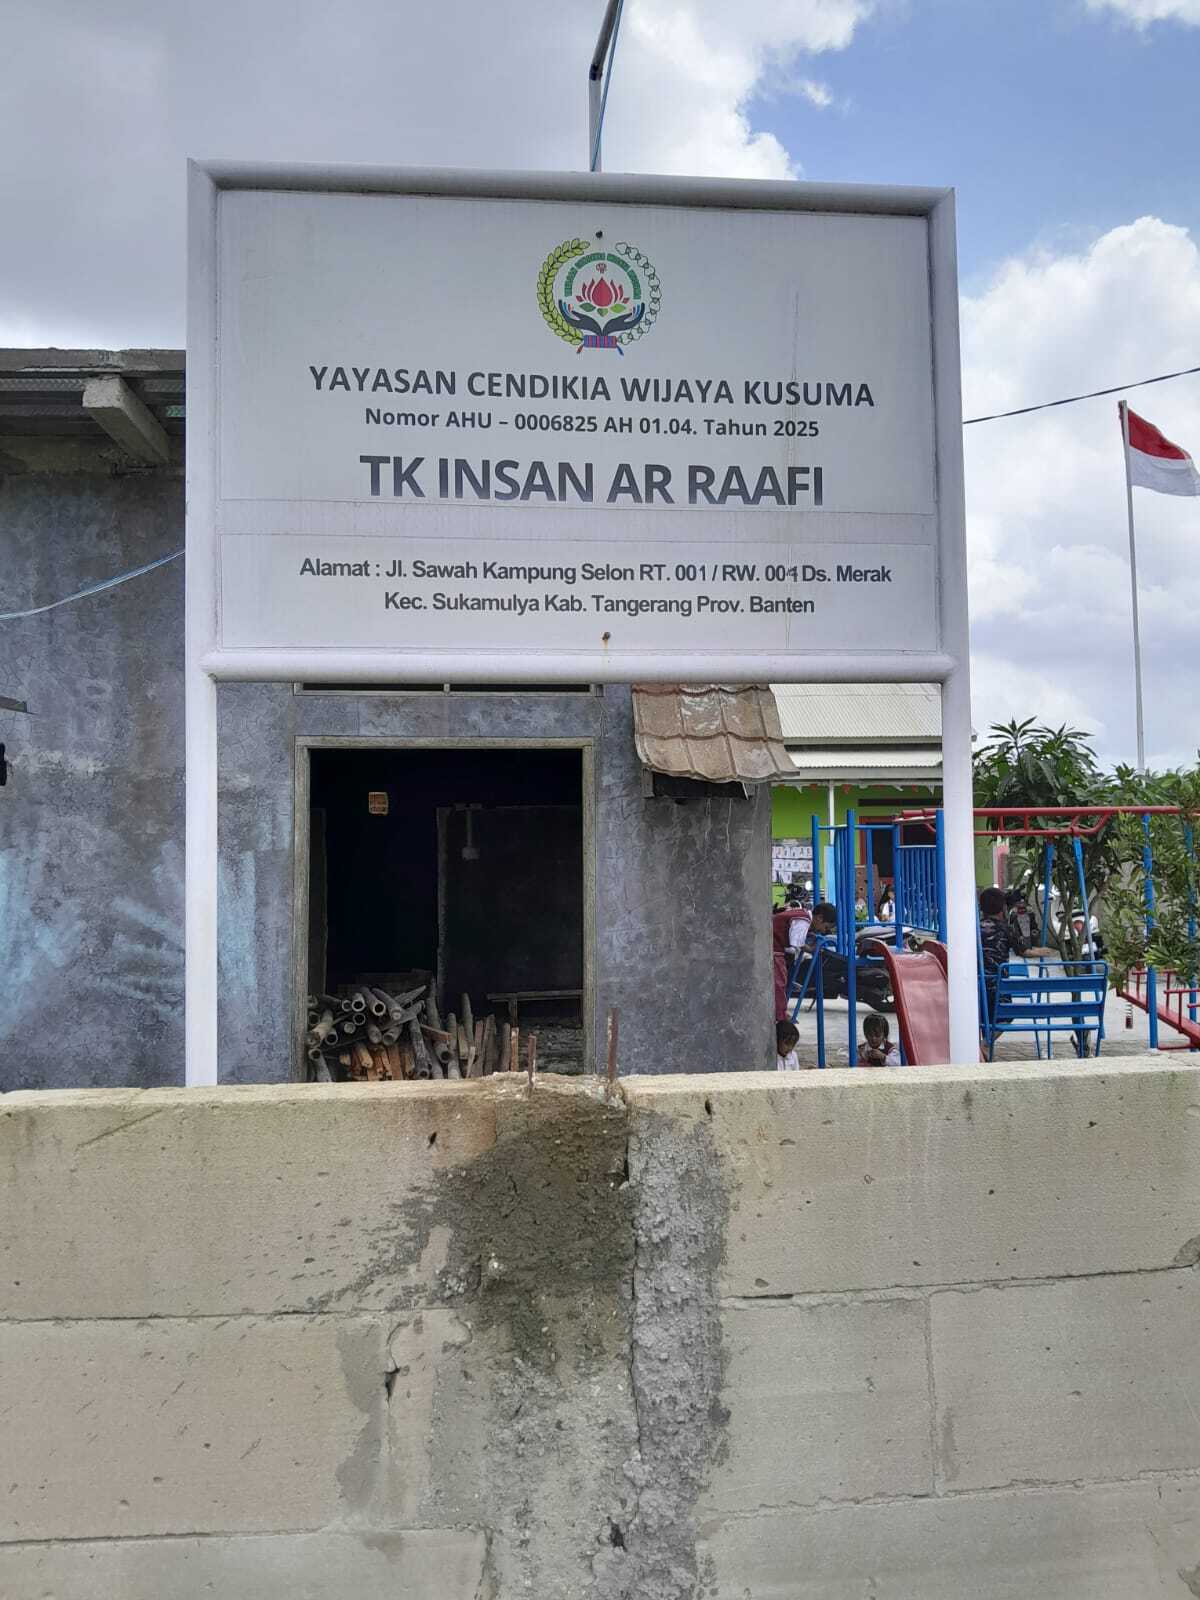 YAYASAN CENDIKIA WIJAYA KUSUMA
Nomor AHU – 0006825 AH 01.04. Tahun 2025
TK INSAN AR RAAFI
Alamat : Jl. Sawah Kampung Selon RT. 001 / RW. 004 Ds. Merak
Kec. Sukamulya Kab. Tangerang Prov. Banten